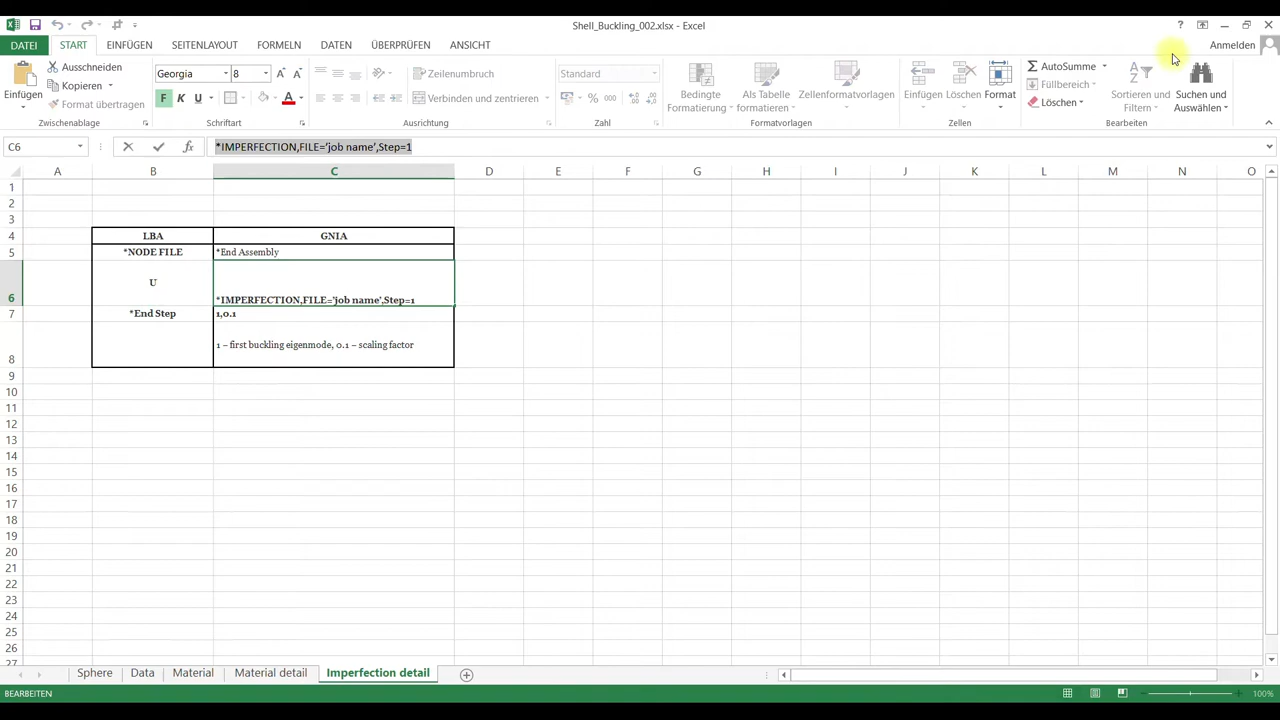 Shell_Buckling_002.xlsx - Excel
?
DATEI START EINFÜGEN SEITENLAYOUT FORMELN DATEN ÜBERPRÜFEN ANSICHT Anmelden
Einfügen
Ausschneiden
Kopieren
Format übertragen
Zwischenablage
Georgia 8
F K U A
Schriftart
Zeilenumbruch
Verbinden und zentrieren
Ausrichtung
Standard
% 000
Zahl
Bedingte Formatierung
Als Tabelle formatieren
Zellenformatvorlagen
Formatvorlagen
Einfügen Löschen Format
Zellen
AutoSumme
Füllbereich
Löschen
Sortieren und Filtern
Suchen und Auswählen
Bearbeiten
C6 fx *IMPERFECTION,FILE='job name',Step=1
A B C D E F G H I J K L M N O
1
2
3
4 LBA GNIA
5 *NODE FILE *End Assembly
6 U *IMPERFECTION,FILE='job name',Step=1
7 *End Step 1,0.1
8 1 – first buckling eigenmode, 0.1 – scaling factor
9
10
11
12
13
14
15
16
17
18
19
20
21
22
23
24
25
26
27
Sphere Data Material Material detail Imperfection detail
BEARBEITEN 100%